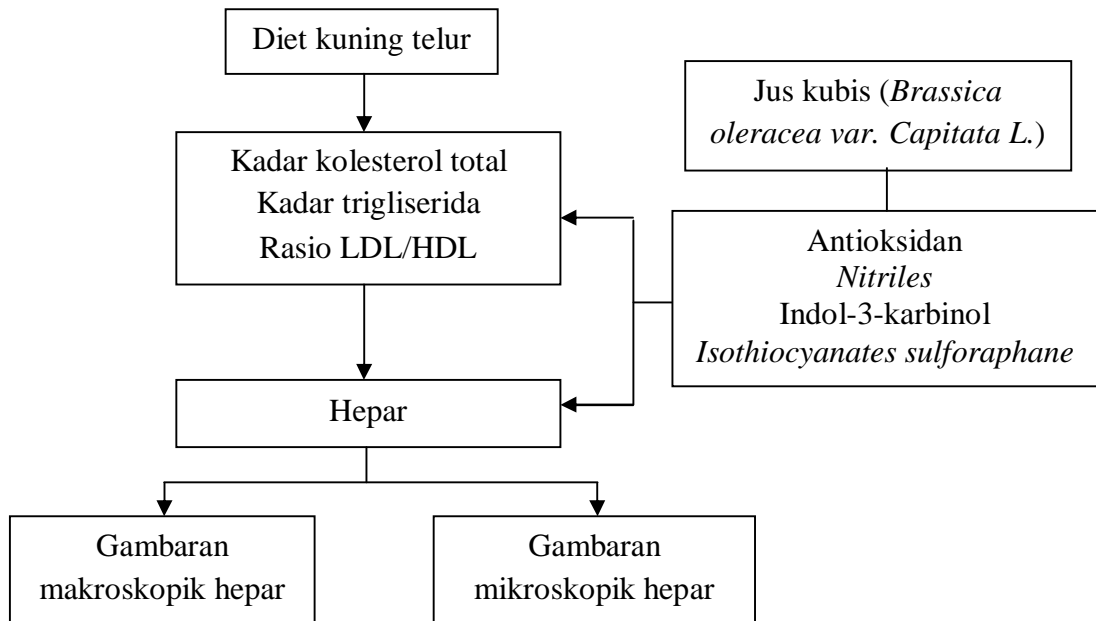 Diet kuning telur
Jus kubis (Brassica
oleracea var. Capitata L.)
Kadar kolesterol total
Kadar trigliserida
Rasio LDL/HDL
Antioksidan
Nitriles
Indol-3-karbinol
Isothiocyanates sulforaphane
Hepar
Gambaran
makroskopik hepar
Gambaran
mikroskopik hepar